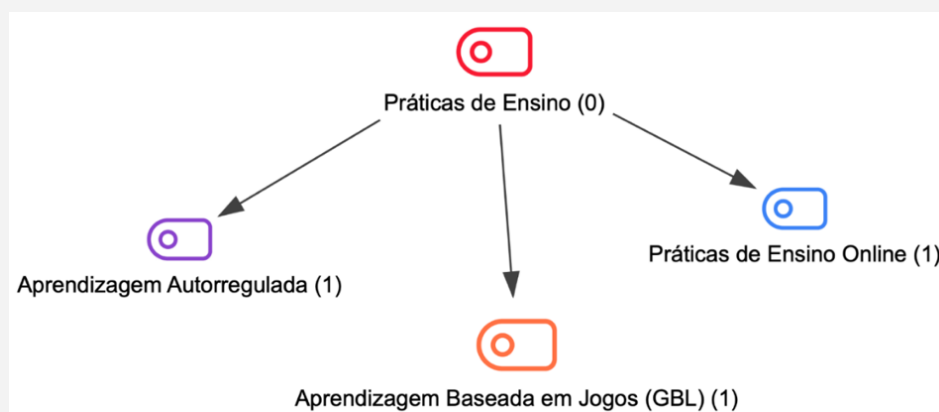 Práticas de Ensino (0)
Práticas de Ensino Online (1)
Aprendizagem Autorregulada (1)
Aprendizagem Baseada em Jogos (GBL) (1)